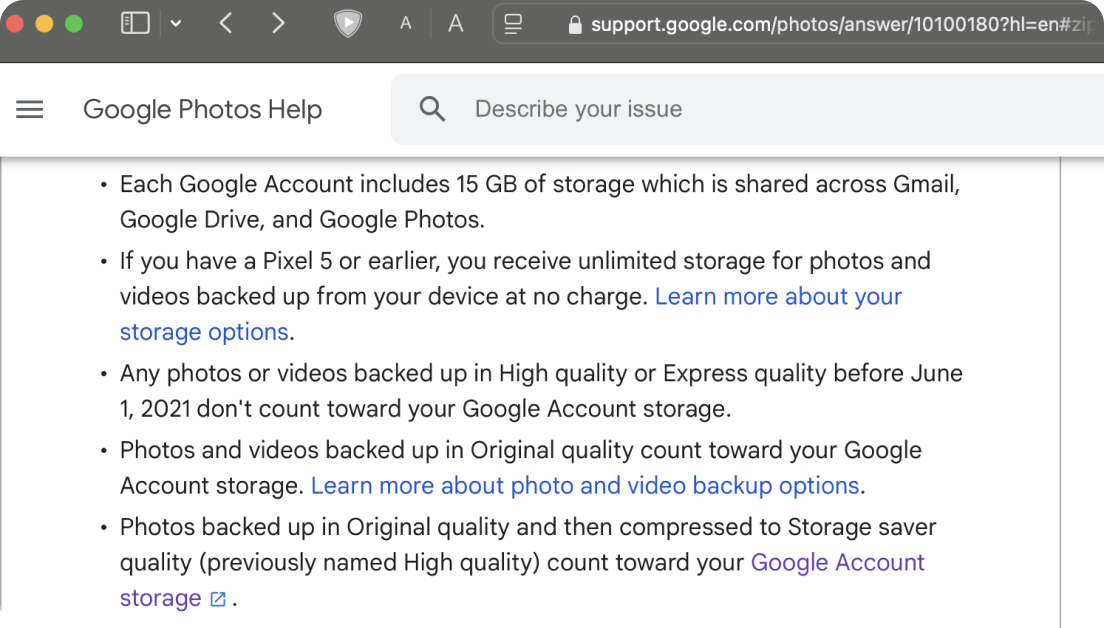 A A support.google.com/photos/answer/10100180?hl=en#zip
Google Photos Help Describe your issue
• Each Google Account includes 15 GB of storage which is shared across Gmail,
Google Drive, and Google Photos.
• If you have a Pixel 5 or earlier, you receive unlimited storage for photos and
videos backed up from your device at no charge. Learn more about your
storage options.
• Any photos or videos backed up in High quality or Express quality before June
1, 2021 don't count toward your Google Account storage.
• Photos and videos backed up in Original quality count toward your Google
Account storage. Learn more about photo and video backup options.
• Photos backed up in Original quality and then compressed to Storage saver
quality (previously named High quality) count toward your Google Account
storage .